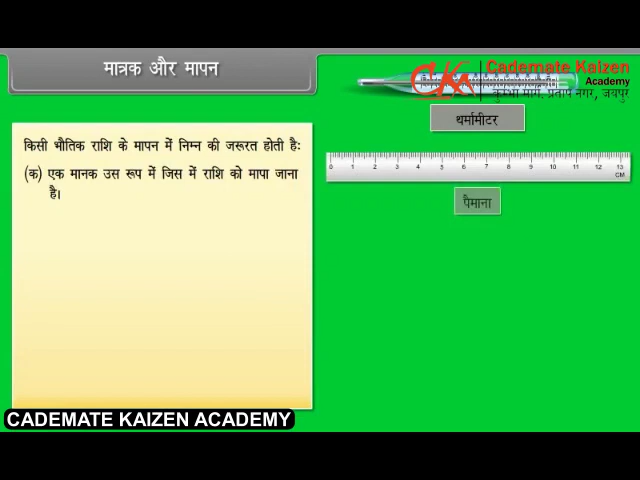 मात्रक और मापन
Cademate Kaizen
Academy
कुम्भा मार्ग. प्रताप नगर, जयपुर
थर्मामीटर
किसी भौतिक राशि के मापन में निम्न की जरूरत होती है:
(क) एक मानक उस रूप में जिस में राशि को मापा जाना
है।
0 1 2 3 4 5 6 7 8 9 10 11 12 13
CM
पैमाना
CADEMATE KAIZEN ACADEMY